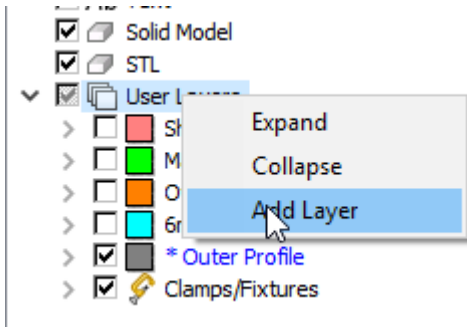 Solid Model
STL
User Layers
Expand
Collapse
Add Layer
* Outer Profile
Clamps/Fixtures